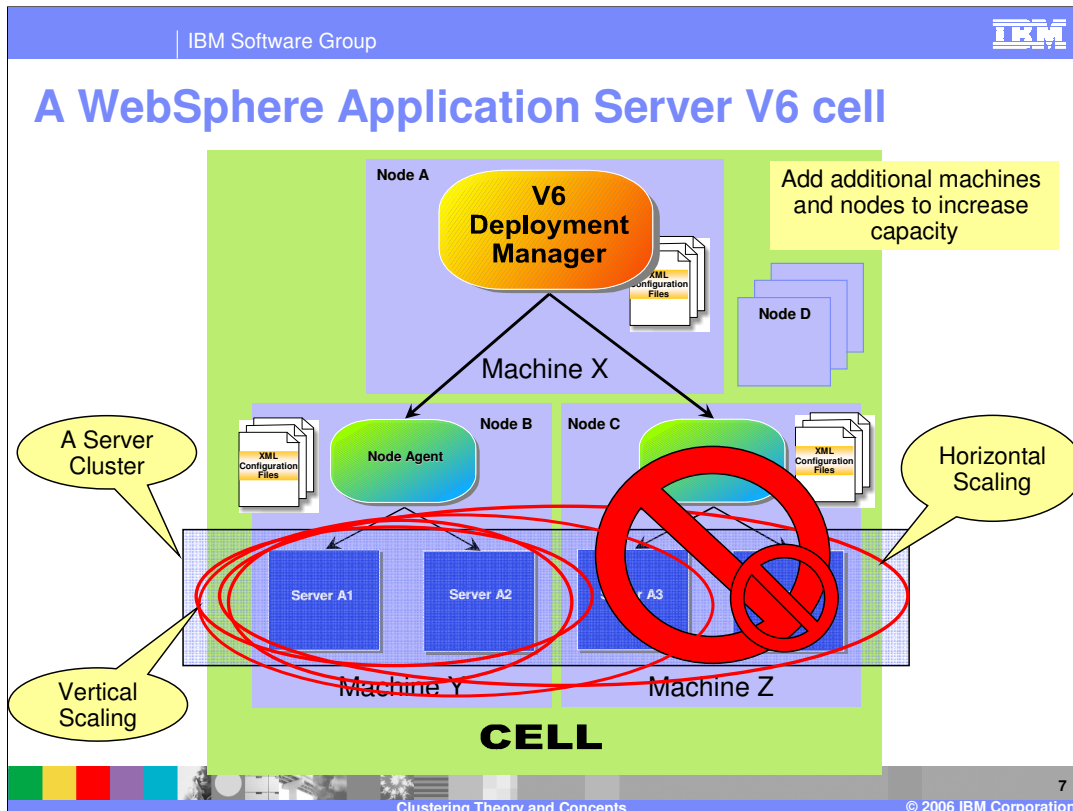 IBM Software Group
IBM
A WebSphere Application Server V6 cell
Node A
V6
Deployment
Manager
XML
Configuration
Files
Add additional machines
and nodes to increase
capacity
Node D
Machine X
A Server
Cluster
XML
Configuration
Files
Node Agent
Node B
Node C
XML
Configuration
Files
Horizontal
Scaling
Server A1
Server A2
Server A3
Vertical
Scaling
Machine Y
Machine Z
CELL
7
Clustering Theory and Concepts
© 2006 IBM Corporation